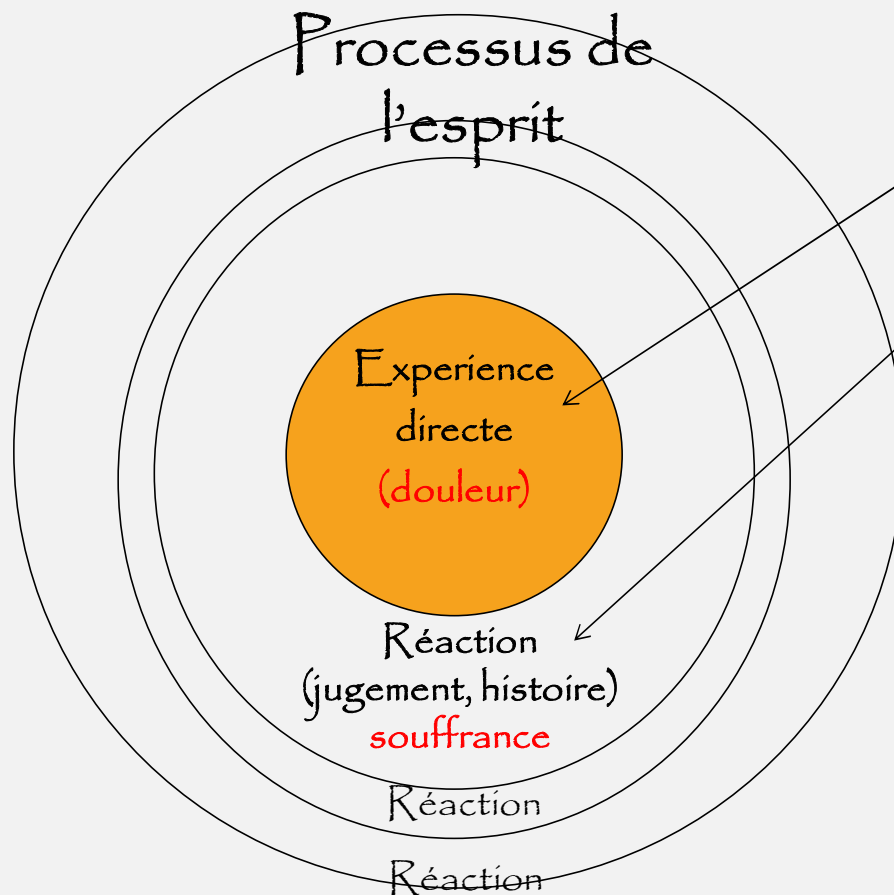 Processus de
l'esprit
Experience
directe
(douleur)
Réaction
(jugement, histoire)
souffrance
Réaction
Réaction